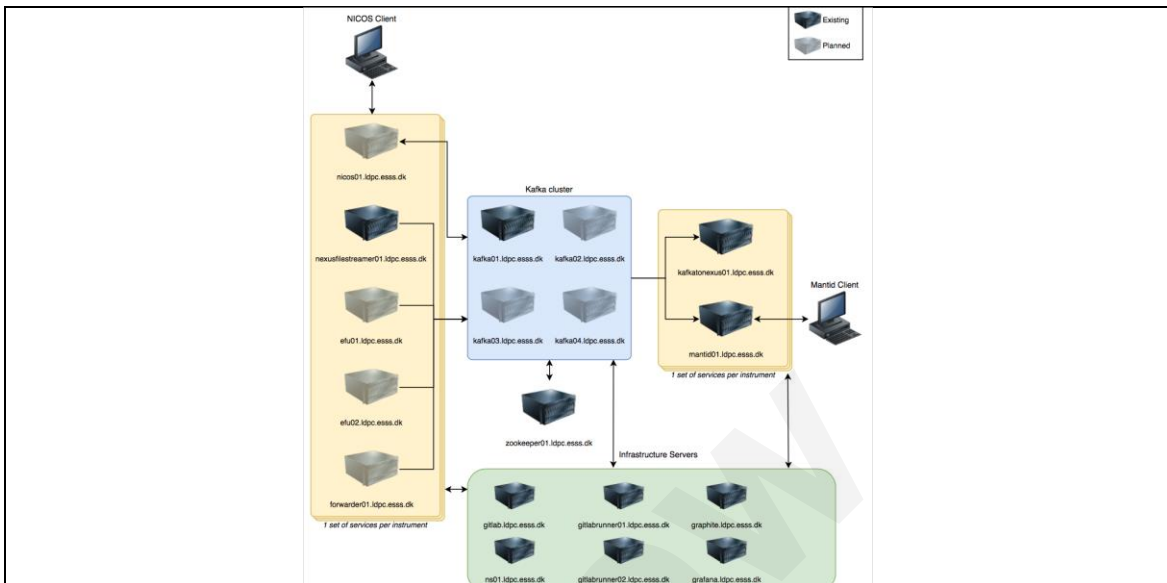 NICOS Client
Existing
Planned
nicos01.ldpc.esss.dk
nexusfilestreamer01.ldpc.esss.dk
efu01.ldpc.esss.dk
efu02.ldpc.esss.dk
forwarder01.ldpc.esss.dk
1 set of services per instrument
Kafka cluster
kafka01.ldpc.esss.dk
kafka02.ldpc.esss.dk
kafka03.ldpc.esss.dk
kafka04.ldpc.esss.dk
zookeeper01.ldpc.esss.dk
kafkatonexus01.ldpc.esss.dk
mantid01.ldpc.esss.dk
1 set of services per instrument
Mantid Client
Infrastructure Servers
gitlab.ldpc.esss.dk
gitlabrunner01.ldpc.esss.dk
graphite.ldpc.esss.dk
ns01.ldpc.esss.dk
gitlabrunner02.ldpc.esss.dk
grafana.ldpc.esss.dk